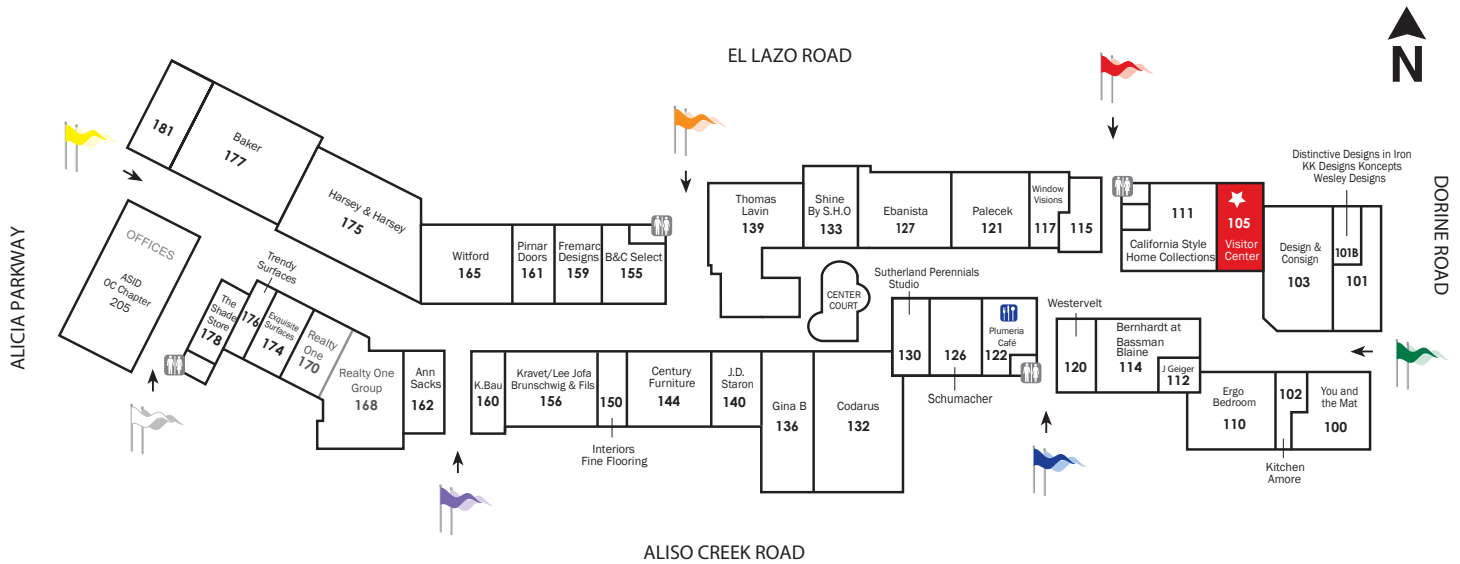 EL LAZO ROAD
N
ALICIA PARKWAY
DORINE ROAD
181
Baker
177
Harsey & Harsey
175
Witford
165
Pirnar
Doors
161
Fremarc
Designs
159
B&C Select
155
Thomas
Lavin
139
Shine
By S.H.O
133
Ebanista
127
Palecek
121
Window
Visions
117
115
111
California Style
Home Collections
105
Visitor
Center
Design &
Consign
103
Distinctive Designs in Iron
KK Designs Koncepts
Wesley Designs
101B
101
OFFICES
ASID
OC Chapter
205
The
Shade
Store
178
Trendy
Surfaces
176
Exquisite
Surfaces
174
Realty
One
170
Realty One
Group
168
Ann
Sacks
162
K.Bau
160
Kravet/Lee Jofa
Brunschwig & Fils
156
150
Interiors
Fine Flooring
Century
Furniture
144
J.D.
Staron
140
Gina B
136
Codarus
132
CENTER
COURT
Sutherland Perennials
Studio
130
126
Schumacher
Plumeria
Café
122
Westervelt
120
Bernhardt at
Bassman
Blaine
114
J Geiger
112
Ergo
Bedroom
110
102
Kitchen
Amore
You and
the Mat
100
ALISO CREEK ROAD